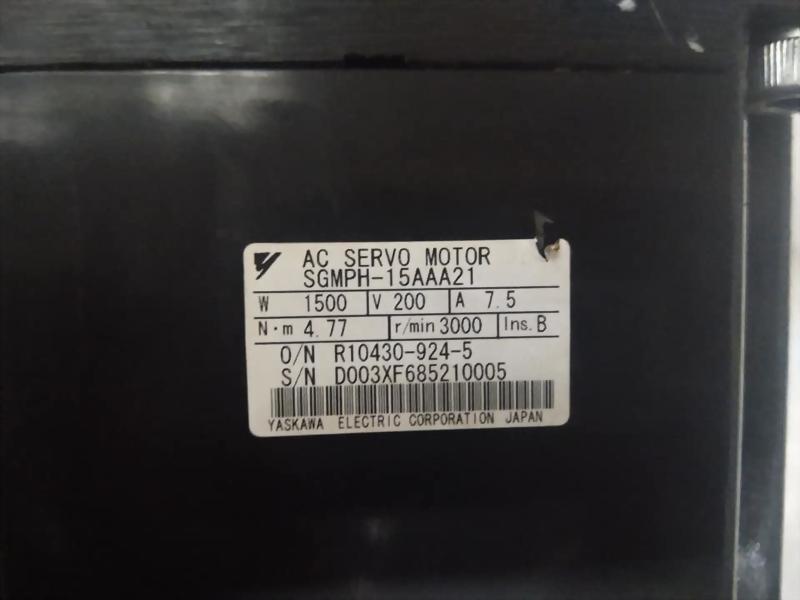 AC SERVO MOTOR
SGMPH-15AAA21
W 1500 V 200 A 7.5
N·m 4.77 r/min 3000 Ins. B
O/N R10430-924-5
S/N D003XF685210005
YASKAWA ELECTRIC CORPORATION JAPAN